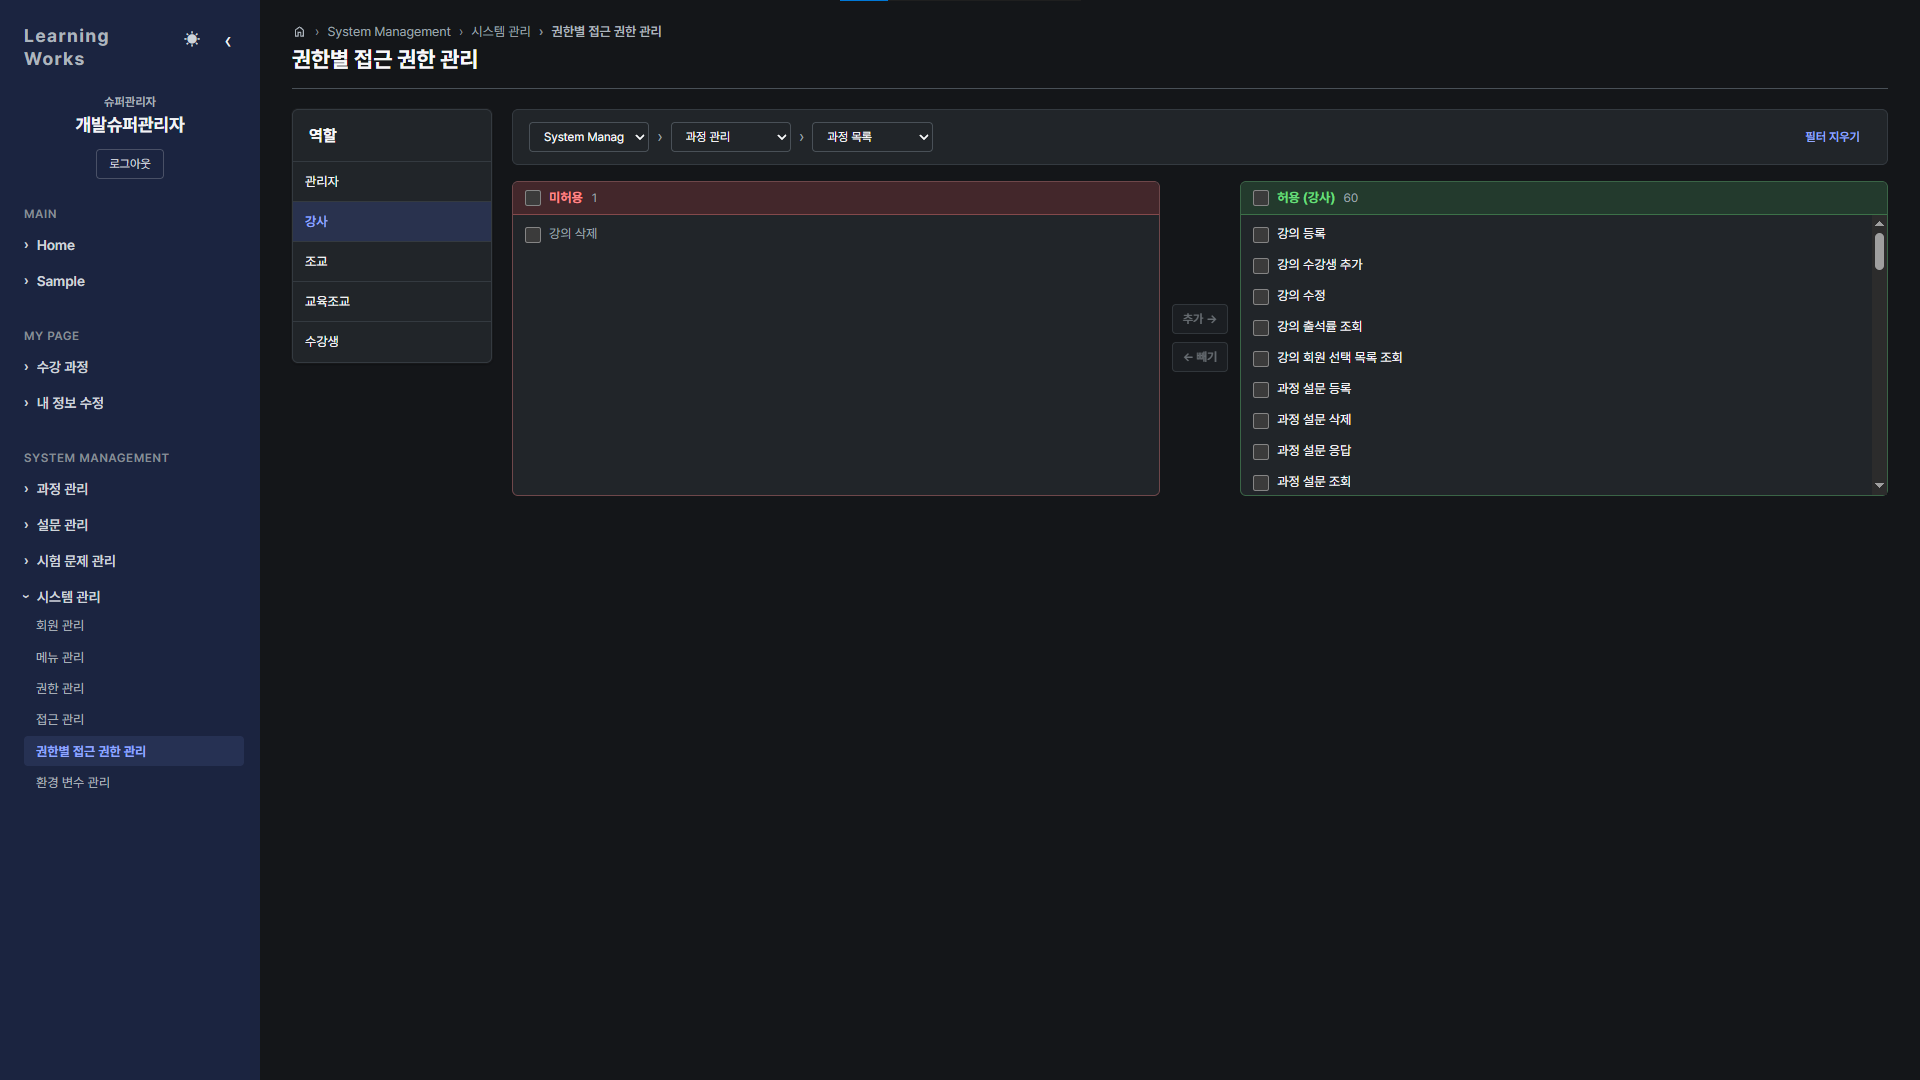 Learning
Works
슈퍼관리자
개발슈퍼관리자
로그아웃
MAIN
› Home
› Sample
MY PAGE
› 수강 과정
› 내 정보 수정
SYSTEM MANAGEMENT
› 과정 관리
› 설문 관리
› 시험 문제 관리
시스템 관리
회원 관리
메뉴 관리
권한 관리
접근 관리
권한별 접근 권한 관리
환경 변수 관리
› System Management › 시스템 관리 › 권한별 접근 권한 관리
권한별 접근 권한 관리
역할
관리자
강사
조교
교육조교
수강생
System Manag › 과정 관리 › 과정 목록
필터 지우기
미허용 1
강의 삭제
추가 →
← 빼기
허용 (강사) 60
강의 등록
강의 수강생 추가
강의 수정
강의 출석률 조회
강의 회원 선택 목록 조회
과정 설문 등록
과정 설문 삭제
과정 설문 응답
과정 설문 조회